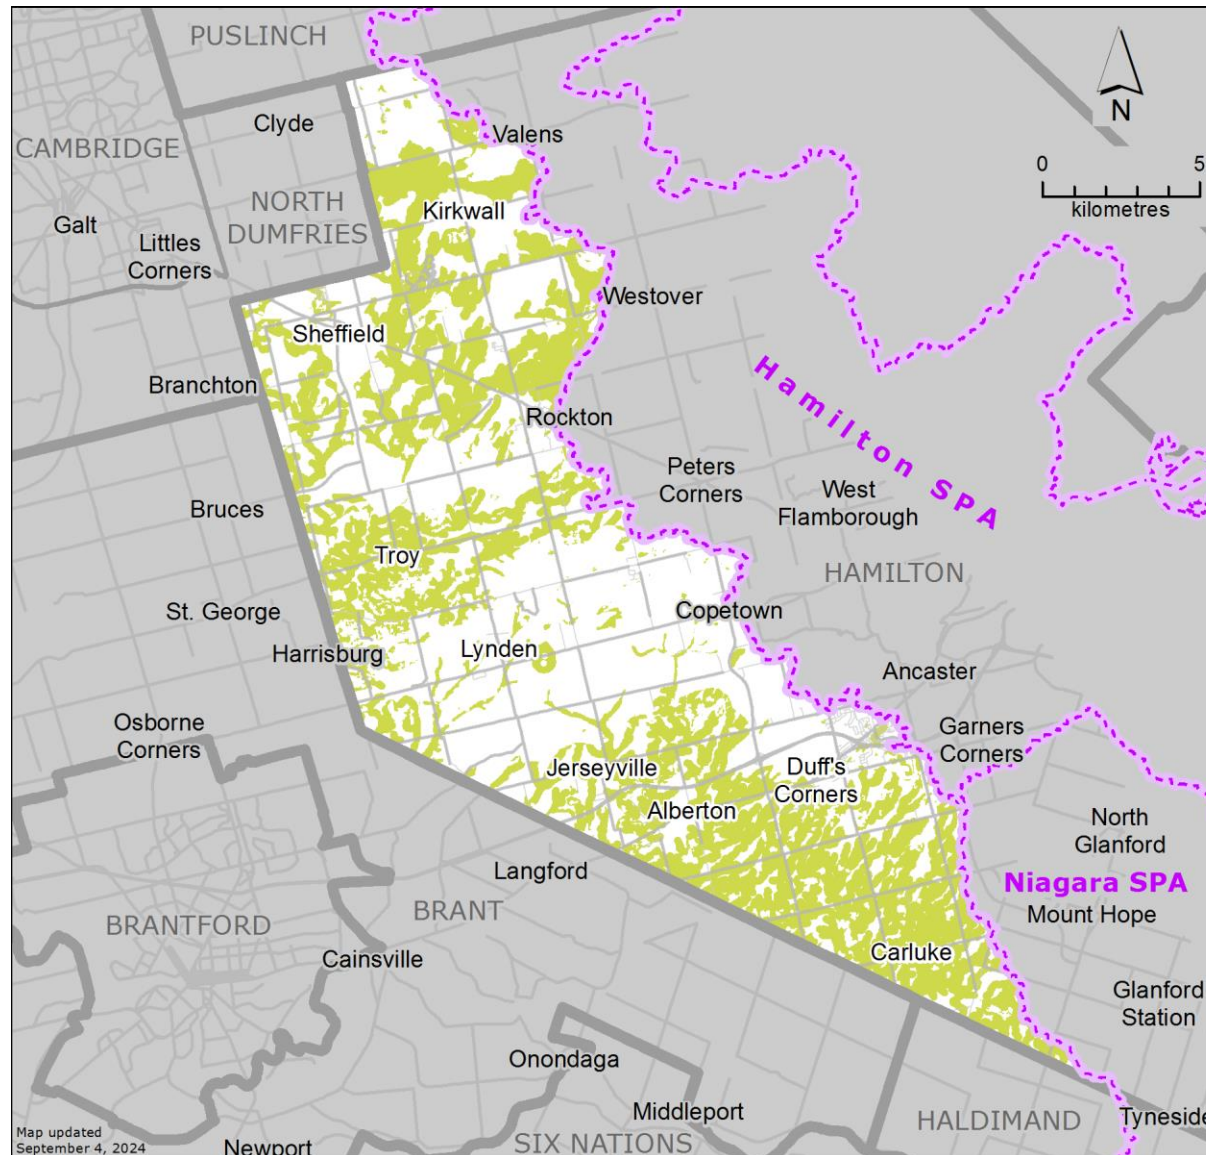 PUSLINCH
N
Clyde
Valens
CAMBRIDGE
0 5
kilometres
NORTH
DUMFRIES
Kirkwall
Galt
Littles
Corners
Westover
Sheffield
Branchton
Hamilton SPA
Rockton
Peters
Corners
West
Flamborough
Bruces
Troy
HAMILTON
St. George
Copetown
Harrisburg
Lynden
Ancaster
Osborne
Corners
Garners
Corners
Jerseyville
Duff's
Corners
Alberton
North
Glanford
Langford
Niagara SPA
Mount Hope
BRANTFORD
BRANT
Cainsville
Carluke
Glanford
Station
Onondaga
Middleport
HALDIMAND
Tyneside
Map updated
September 4, 2024
Newport
SIX NATIONS